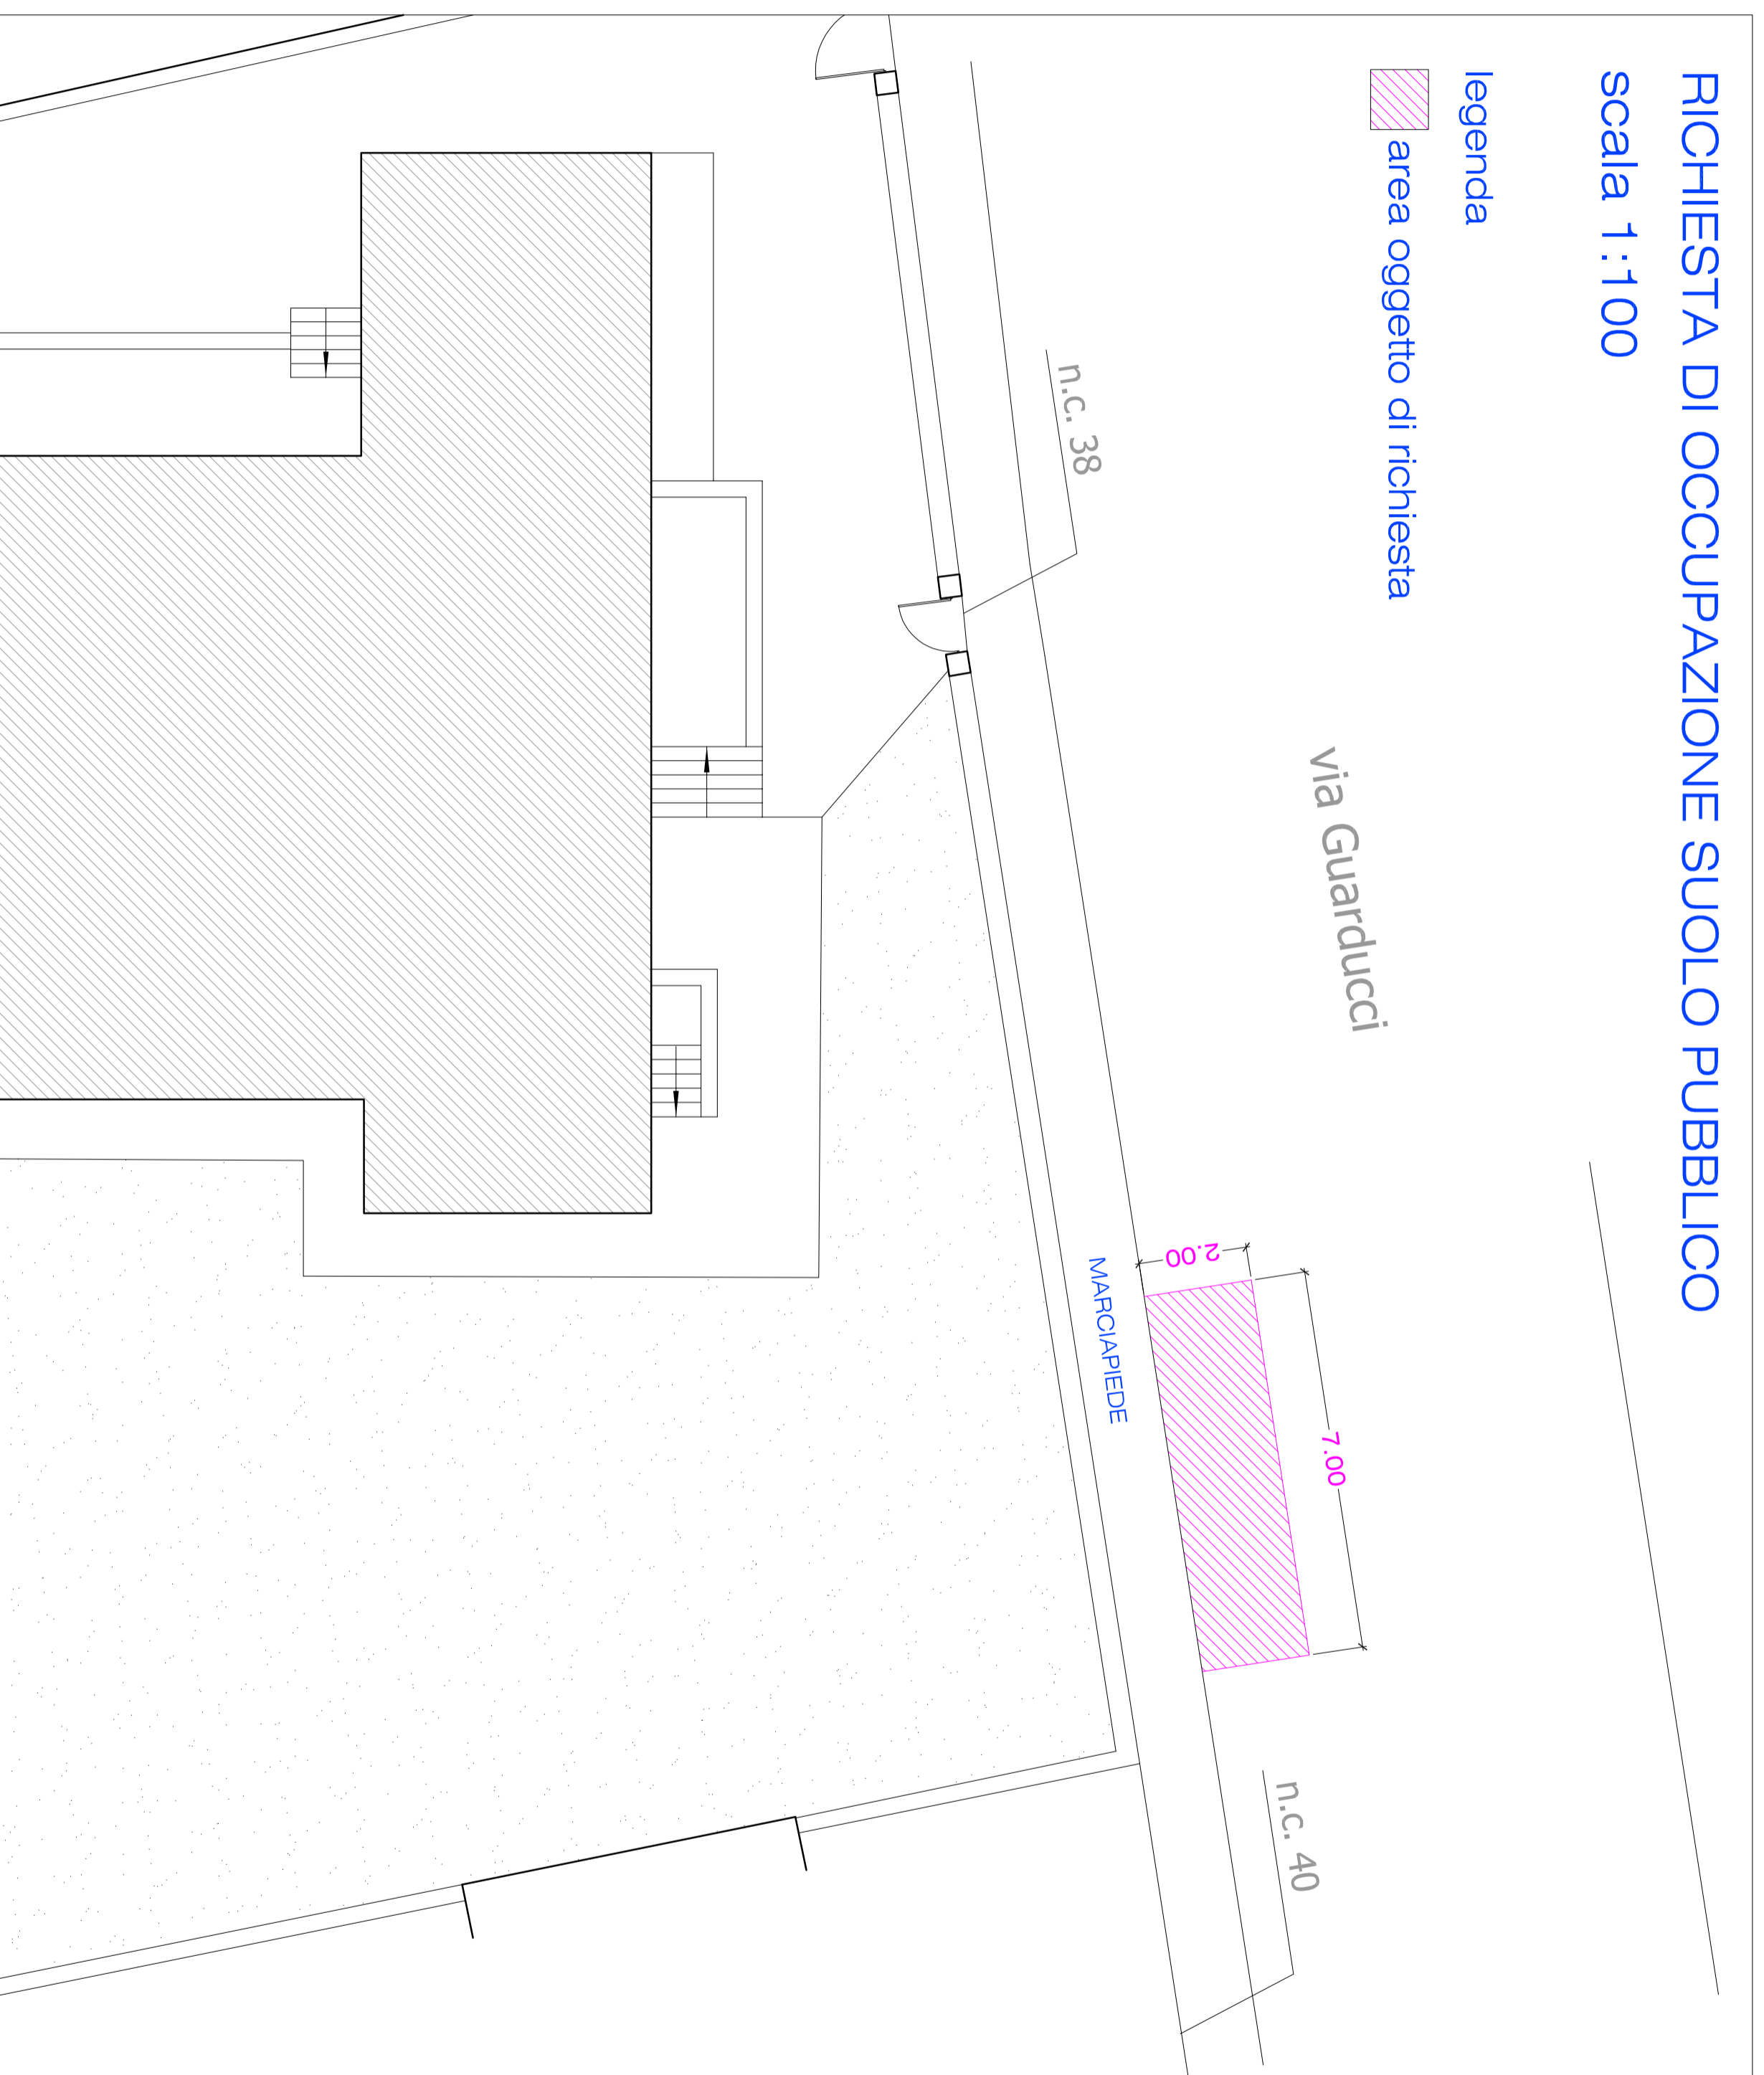 RICHIESTA DI OCCUPAZIONE SUOLO PUBBLICO
scala 1:100
legenda
area oggetto di richiesta
n.c. 38
via Guarducci
2.00
7.00
MARCIAPIEDE
n.c. 40